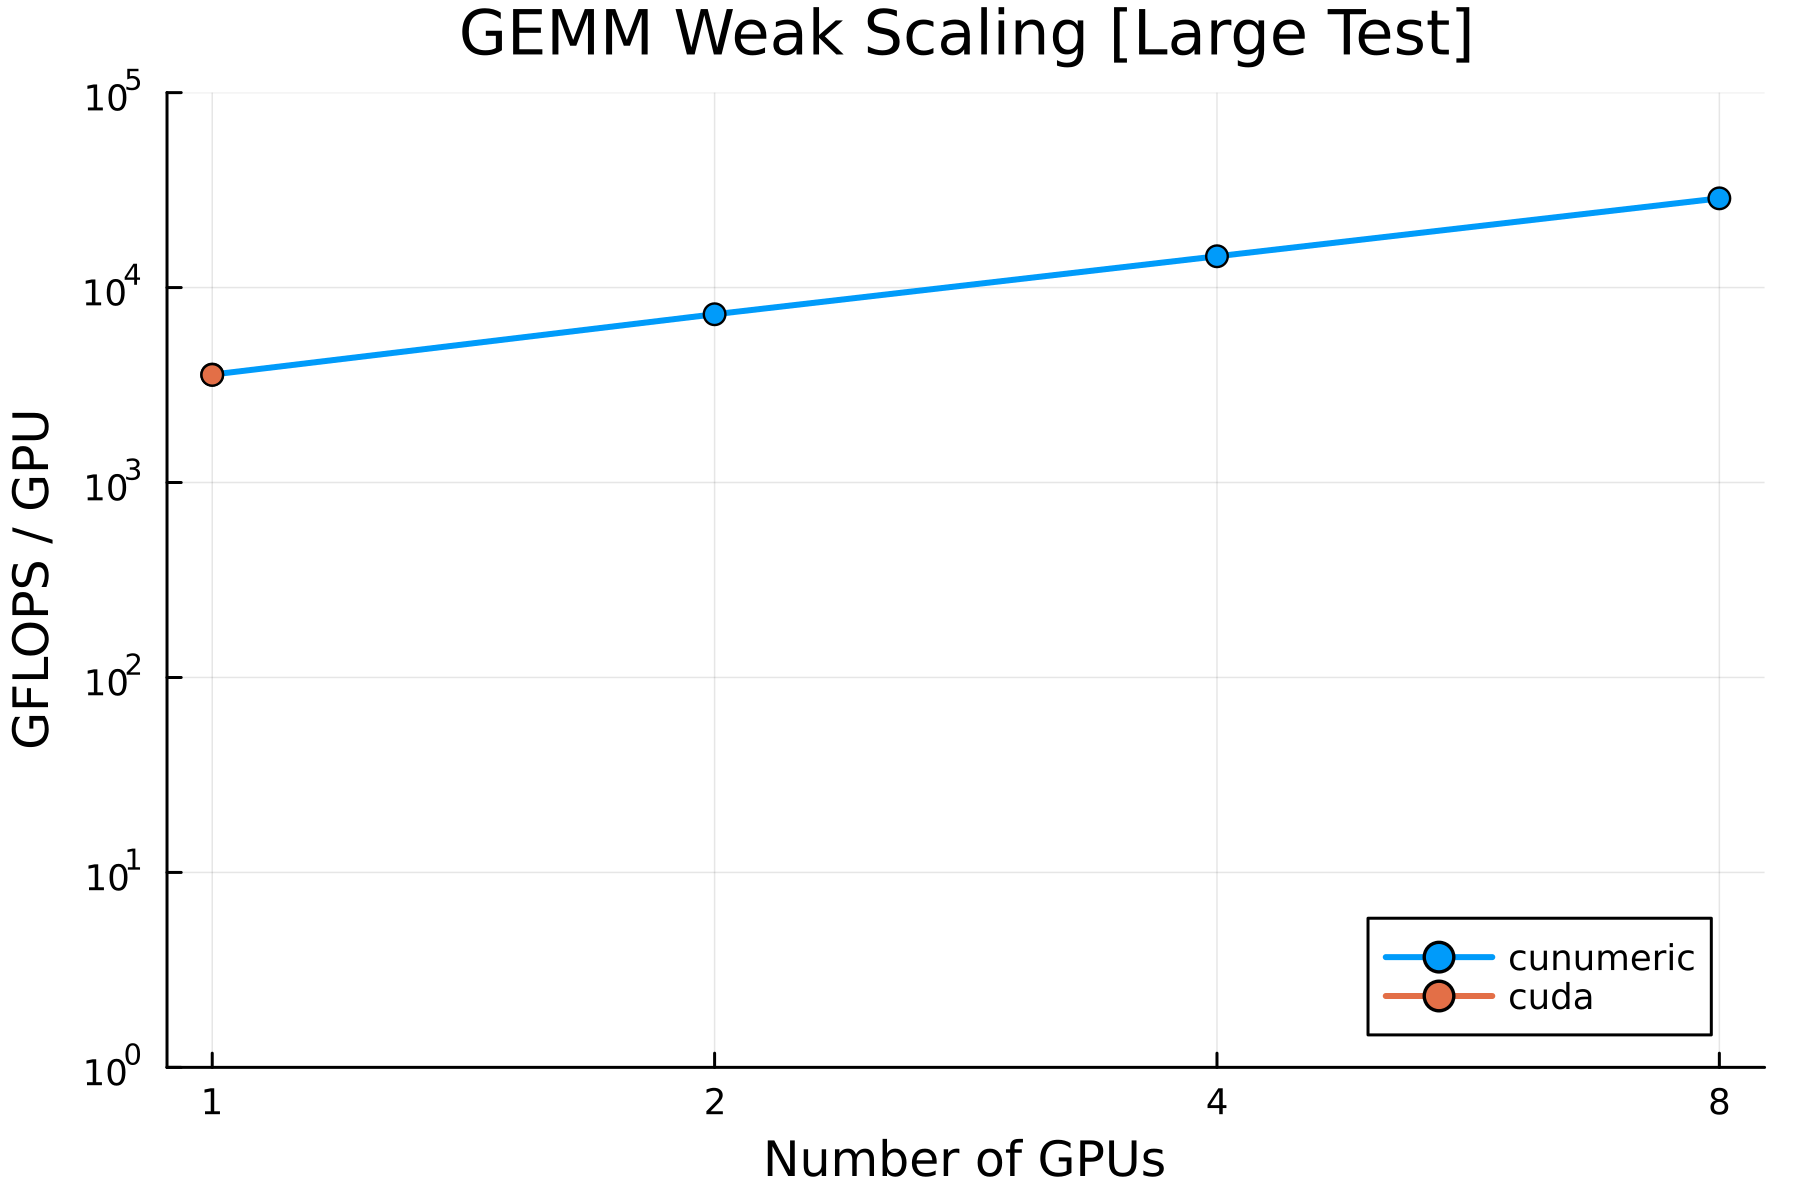 GEMM Weak Scaling [Large Test]
10^5
10^4
10^3
10^2
10^1
10^0
GFLOPS / GPU
cunumeric
cuda
1 2 4 8
Number of GPUs